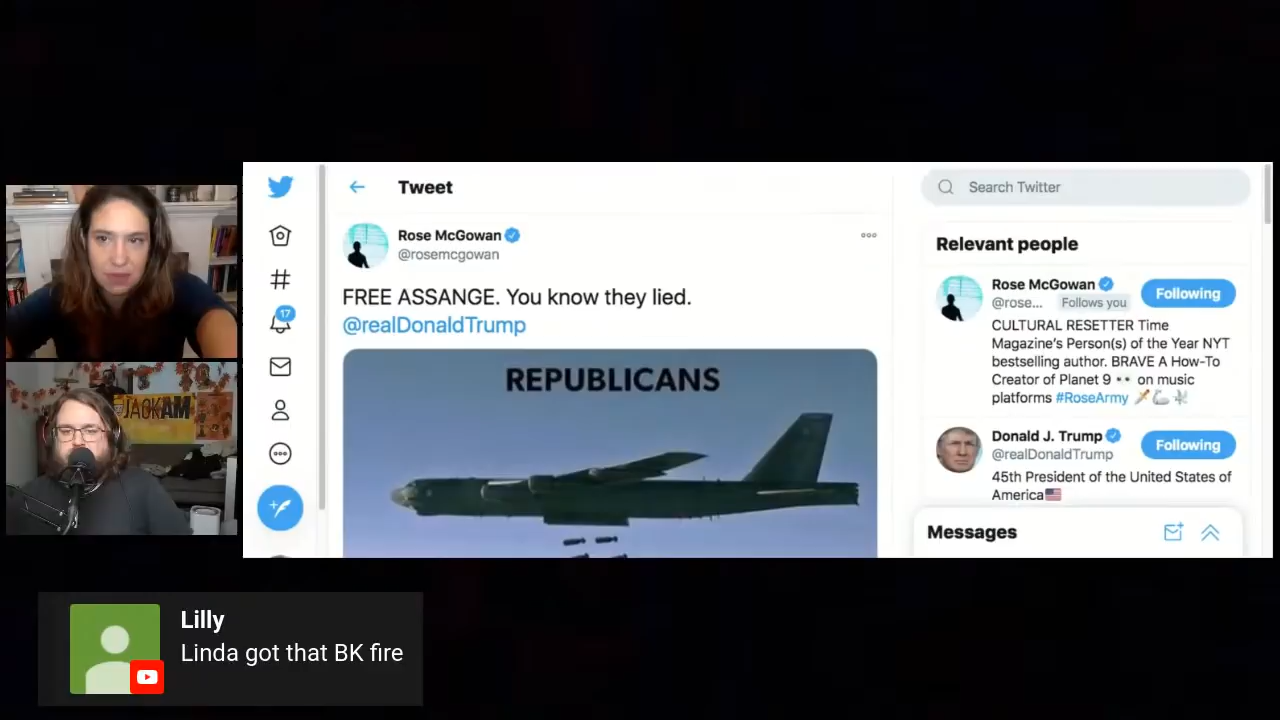 Tweet
Rose McGowan
@rosemcgowan
FREE ASSANGE. You know they lied.
@realDonaldTrump
REPUBLICANS
17
Search Twitter
Relevant people
Rose McGowan
@rose... Follows you
Following
CULTURAL RESETTER Time
Magazine's Person(s) of the Year NYT
bestselling author. BRAVE A How-To
Creator of Planet 9 👀 on music
platforms #RoseArmy
Donald J. Trump
@realDonaldTrump
Following
45th President of the United States of
America🇺🇸
Messages
JACKAM
Lilly
Linda got that BK fire